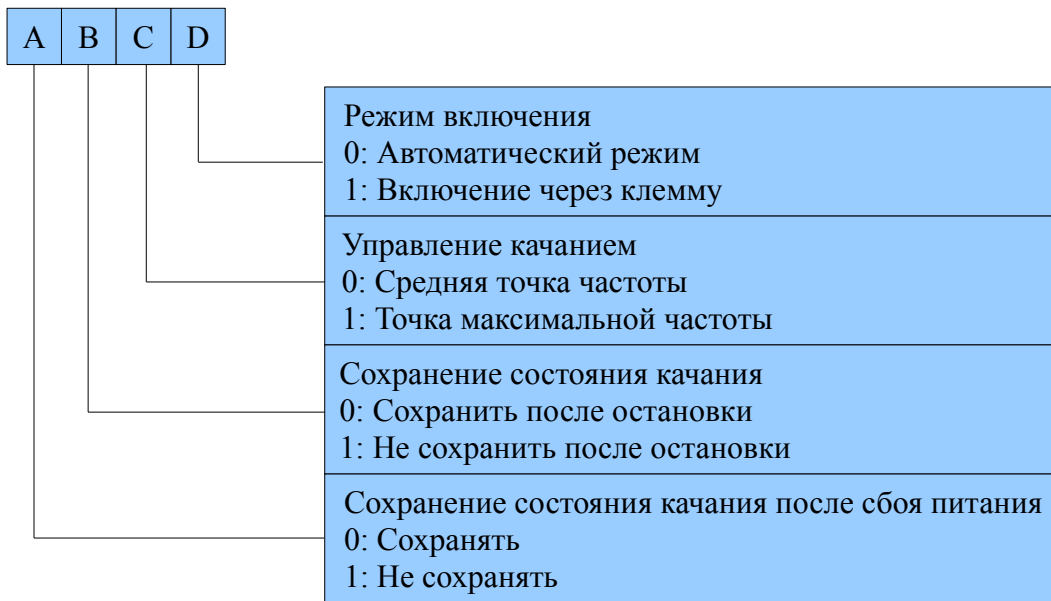 A B C D
Режим включения
0: Автоматический режим
1: Включение через клемму
Управление качанием
0: Средняя точка частоты
1: Точка максимальной частоты
Сохранение состояния качания
0: Сохранить после остановки
1: Не сохранить после остановки
Сохранение состояния качания после сбоя питания
0: Сохранять
1: Не сохранять